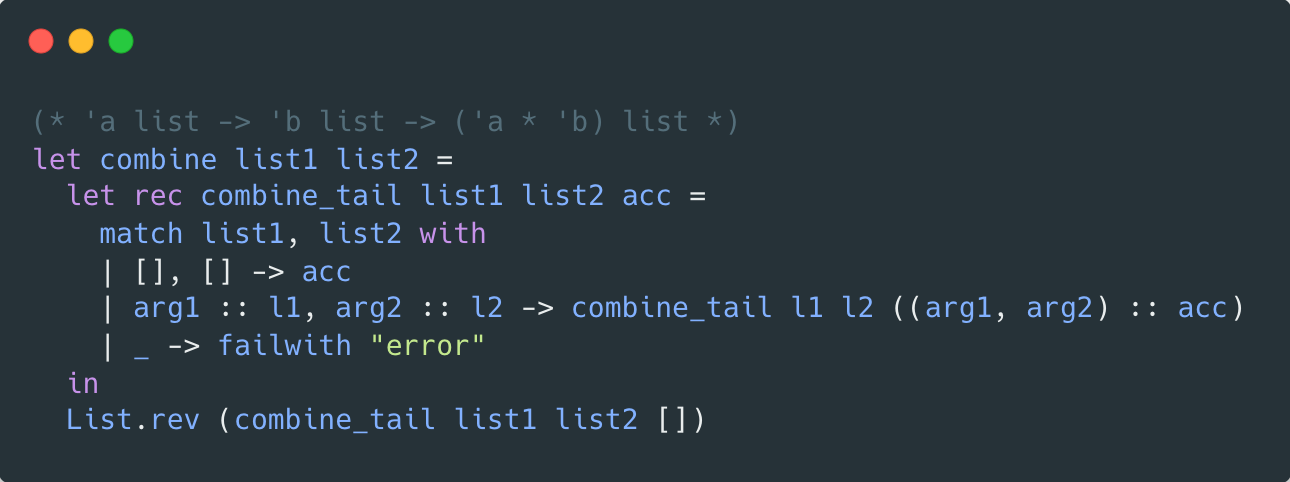 (* 'a list -> 'b list -> ('a * 'b) list *)
let combine list1 list2 =
  let rec combine_tail list1 list2 acc =
    match list1, list2 with
    | [], [] -> acc
    | arg1 :: l1, arg2 :: l2 -> combine_tail l1 l2 ((arg1, arg2) :: acc)
    | _ -> failwith "error"
  in
  List.rev (combine_tail list1 list2 [])